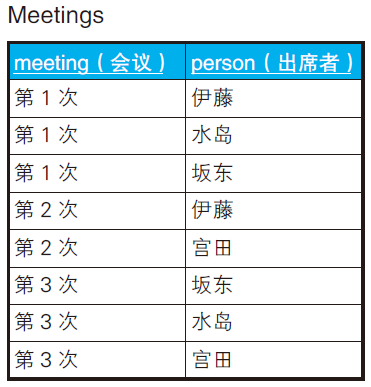 Meetings
meeting（会议） person（出席者）
第 1 次 伊藤
第 1 次 水岛
第 1 次 坂东
第 2 次 伊藤
第 2 次 宫田
第 3 次 坂东
第 3 次 水岛
第 3 次 宫田